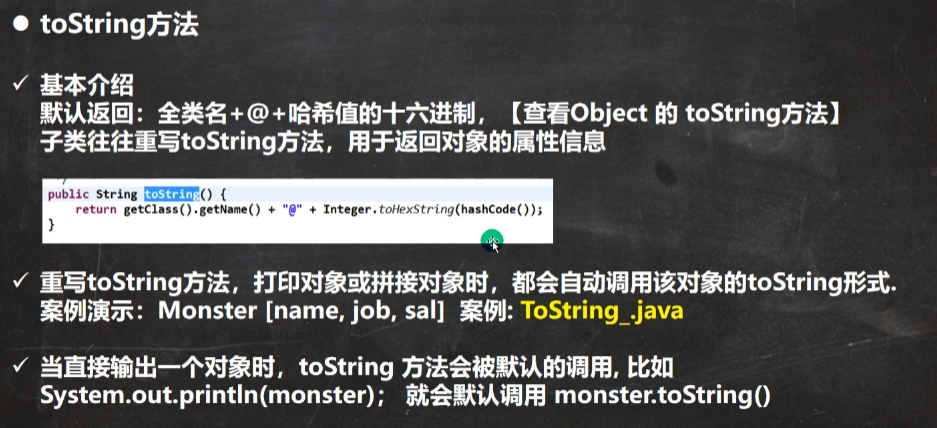 ● toString方法
✓ 基本介绍
默认返回：全类名+@+哈希值的十六进制，【查看Object 的 toString方法】
子类往往重写toString方法，用于返回对象的属性信息
public String toString() {
return getClass().getName() + "@" + Integer.toHexString(hashCode());
}
✓ 重写toString方法，打印对象或拼接对象时，都会自动调用该对象的toString形式.
案例演示：Monster [name, job, sal] 案例: ToString_.java
✓ 当直接输出一个对象时，toString 方法会被默认的调用, 比如
System.out.println(monster)； 就会默认调用 monster.toString()